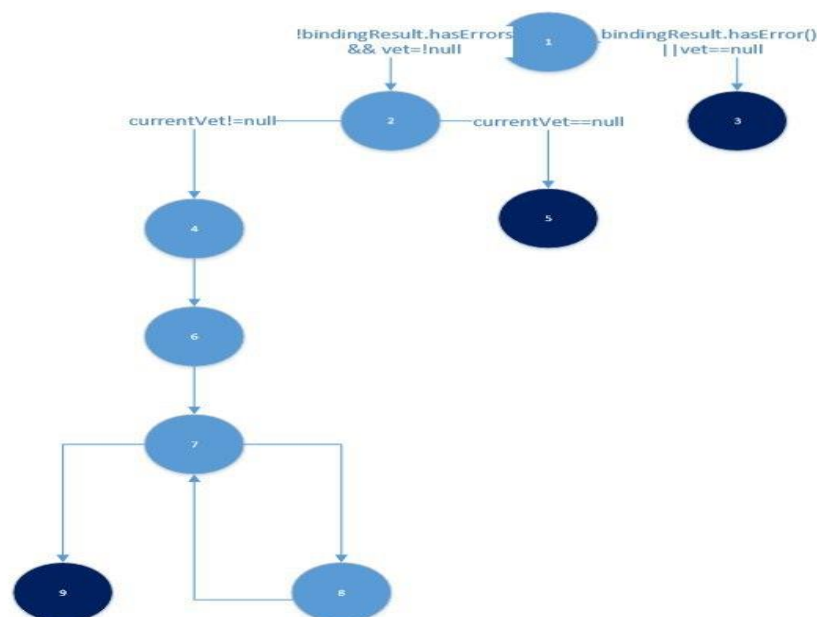 !bindingResult.hasErrors
&& vet=!null
1
bindingResult.hasError()
||vet==null
currentVet!=null
2
currentVet==null
3
4
5
6
7
9
8